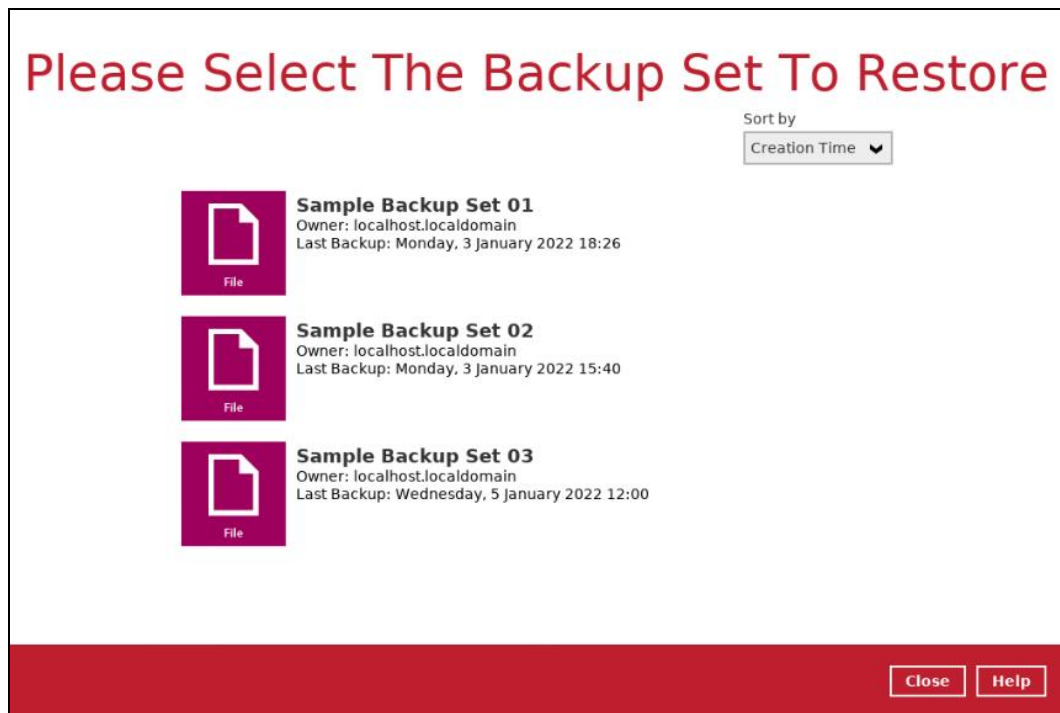 Please Select The Backup Set To Restore
Sort by
Creation Time
Sample Backup Set 01
Owner: localhost.localdomain
Last Backup: Monday, 3 January 2022 18:26
File
Sample Backup Set 02
Owner: localhost.localdomain
Last Backup: Monday, 3 January 2022 15:40
File
Sample Backup Set 03
Owner: localhost.localdomain
Last Backup: Wednesday, 5 January 2022 12:00
File
Close
Help